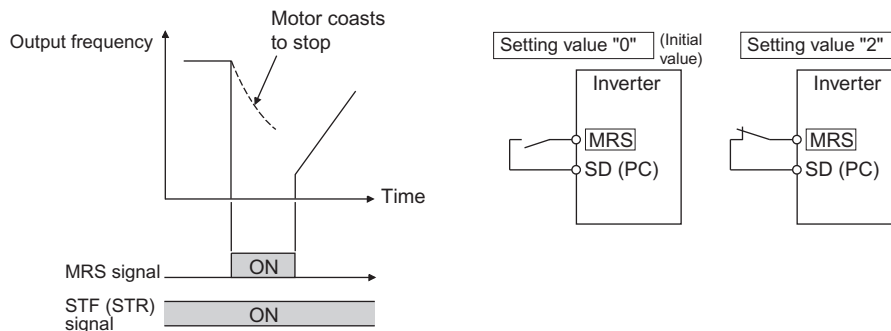 Output frequency
Motor coasts
to stop
Time
MRS signal
ON
STF (STR)
signal
ON
Setting value "0"
(Initial
value)
Inverter
MRS
SD (PC)
Setting value "2"
Inverter
MRS
SD (PC)